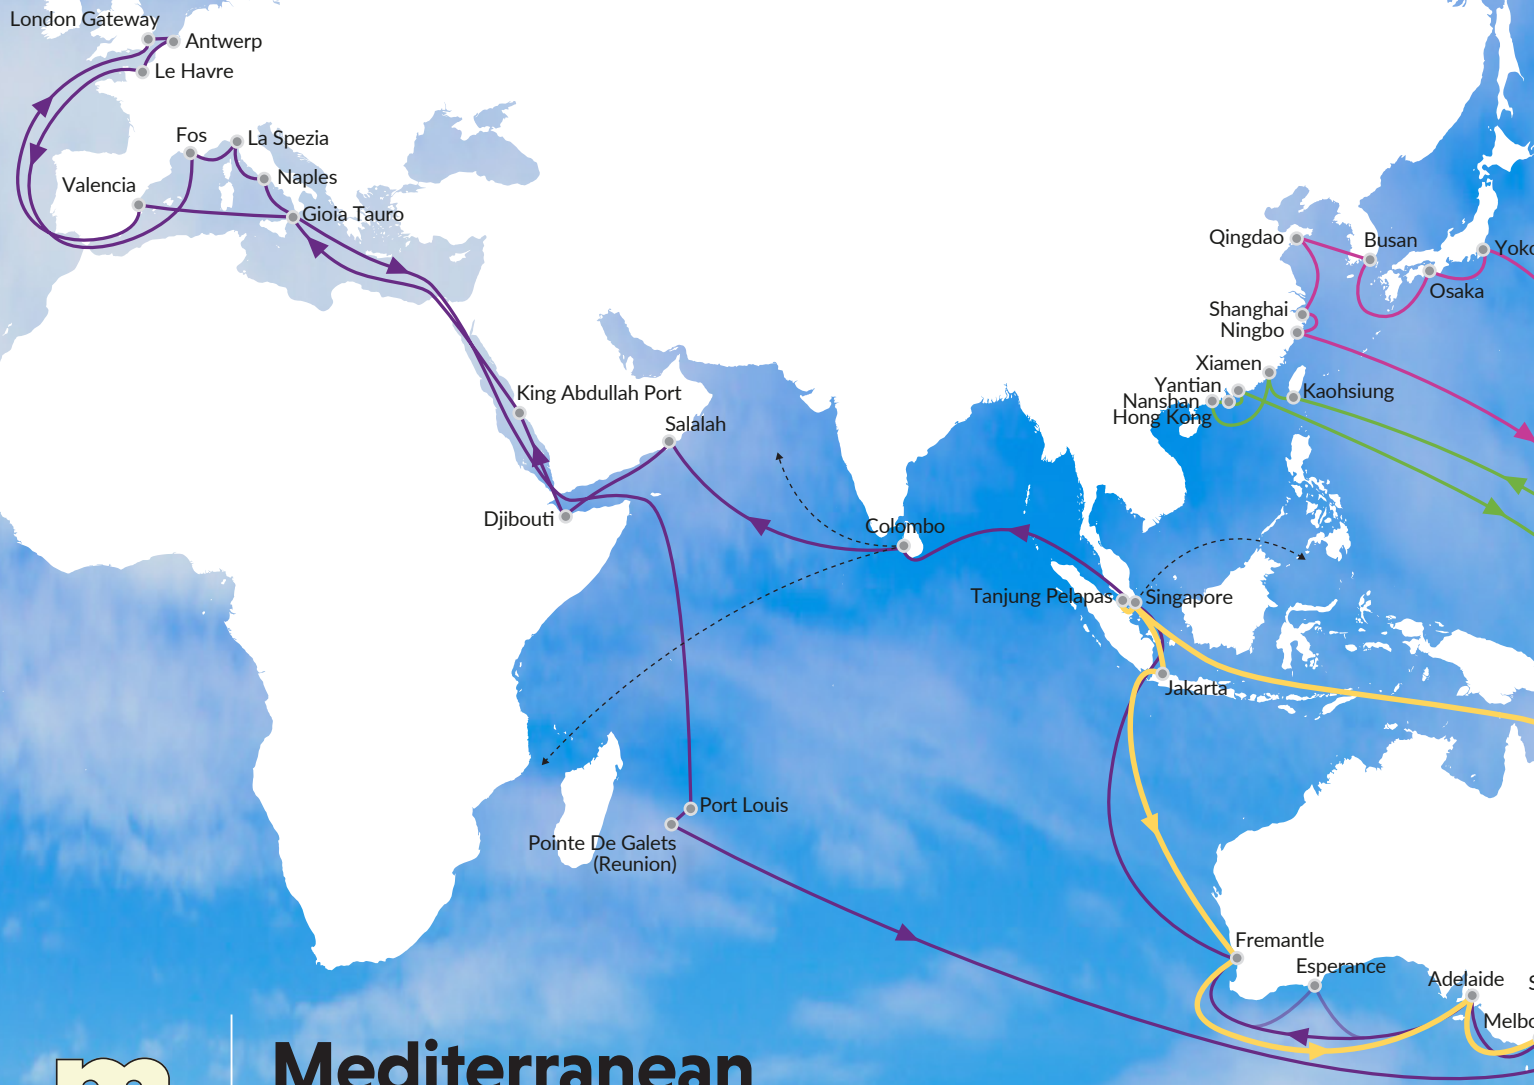 London Gateway
Antwerp
Le Havre
Fos
La Spezia
Valencia
Naples
Gioia Tauro
Qingdao
Busan
Osaka
Shanghai
Ningbo
Xiamen
Yantian
Nanshan
Hong Kong
Kaohsiung
King Abdullah Port
Salalah
Djibouti
Colombo
Tanjung Pelapas
Singapore
Jakarta
Port Louis
Pointe De Galets
(Reunion)
Fremantle
Esperance
Adelaide
Mediterranean